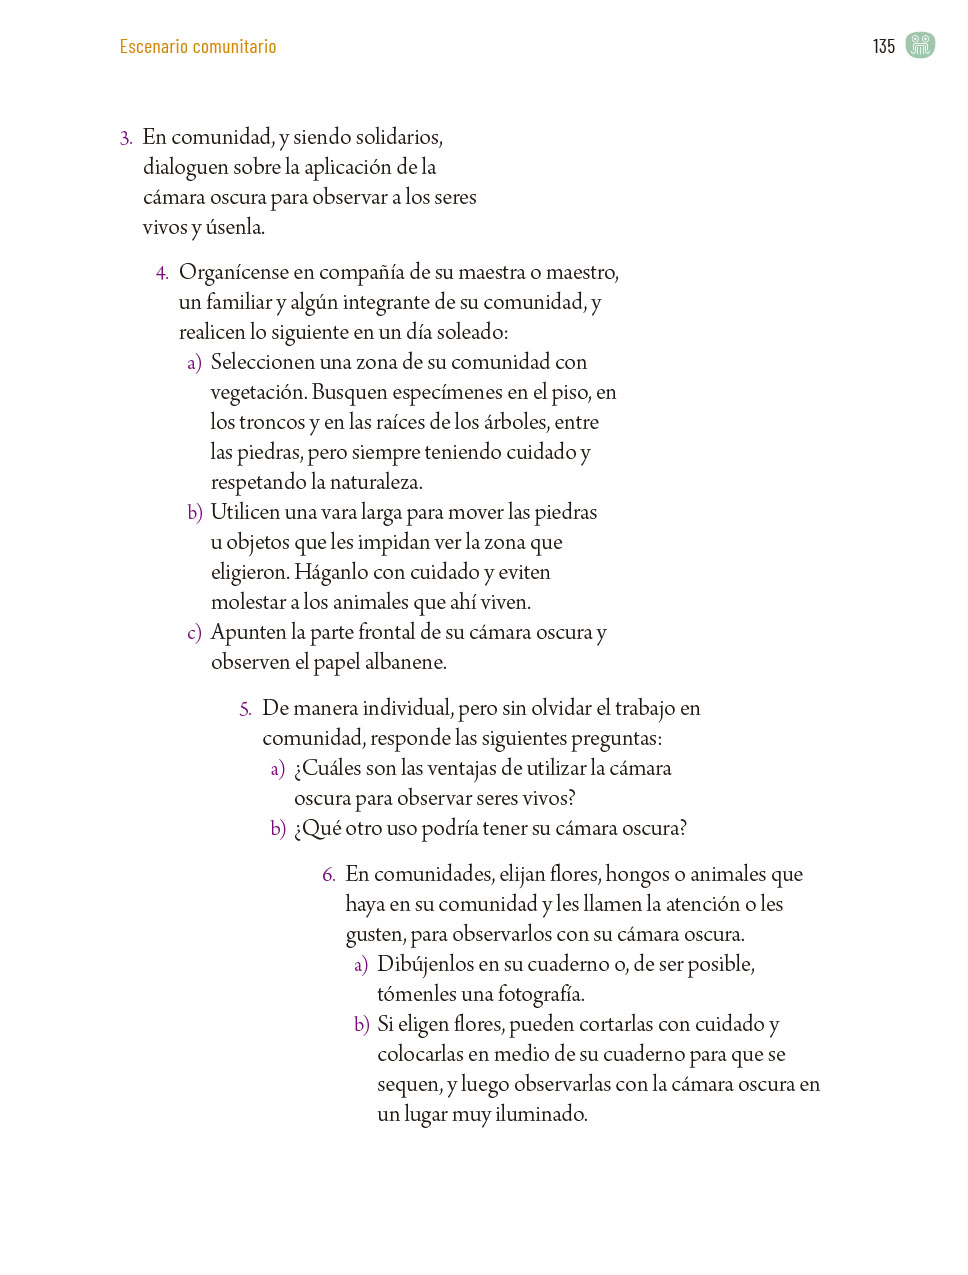 Escenario comunitario
135
3. En comunidad, y siendo solidarios,
dialoguen sobre la aplicación de la
cámara oscura para observar a los seres
vivos y úsenla.
4. Organícense en compañía de su maestra o maestro,
un familiar y algún integrante de su comunidad, y
realicen lo siguiente en un día soleado:
a) Seleccionen una zona de su comunidad con
vegetación. Busquen especímenes en el piso, en
los troncos y en las raíces de los árboles, entre
las piedras, pero siempre teniendo cuidado y
respetando la naturaleza.
b) Utilicen una vara larga para mover las piedras
u objetos que les impidan ver la zona que
eligieron. Háganlo con cuidado y eviten
molestar a los animales que ahí viven.
c) Apunten la parte frontal de su cámara oscura y
observen el papel albanene.
5. De manera individual, pero sin olvidar el trabajo en
comunidad, responde las siguientes preguntas:
a) ¿Cuáles son las ventajas de utilizar la cámara
oscura para observar seres vivos?
b) ¿Qué otro uso podría tener su cámara oscura?
6. En comunidades, elijan flores, hongos o animales que
haya en su comunidad y les llamen la atención o les
gusten, para observarlos con su cámara oscura.
a) Dibújenlos en su cuaderno o, de ser posible,
tómenles una fotografía.
b) Si eligen flores, pueden cortarlas con cuidado y
colocarlas en medio de su cuaderno para que se
sequen, y luego observarlas con la cámara oscura en
un lugar muy iluminado.